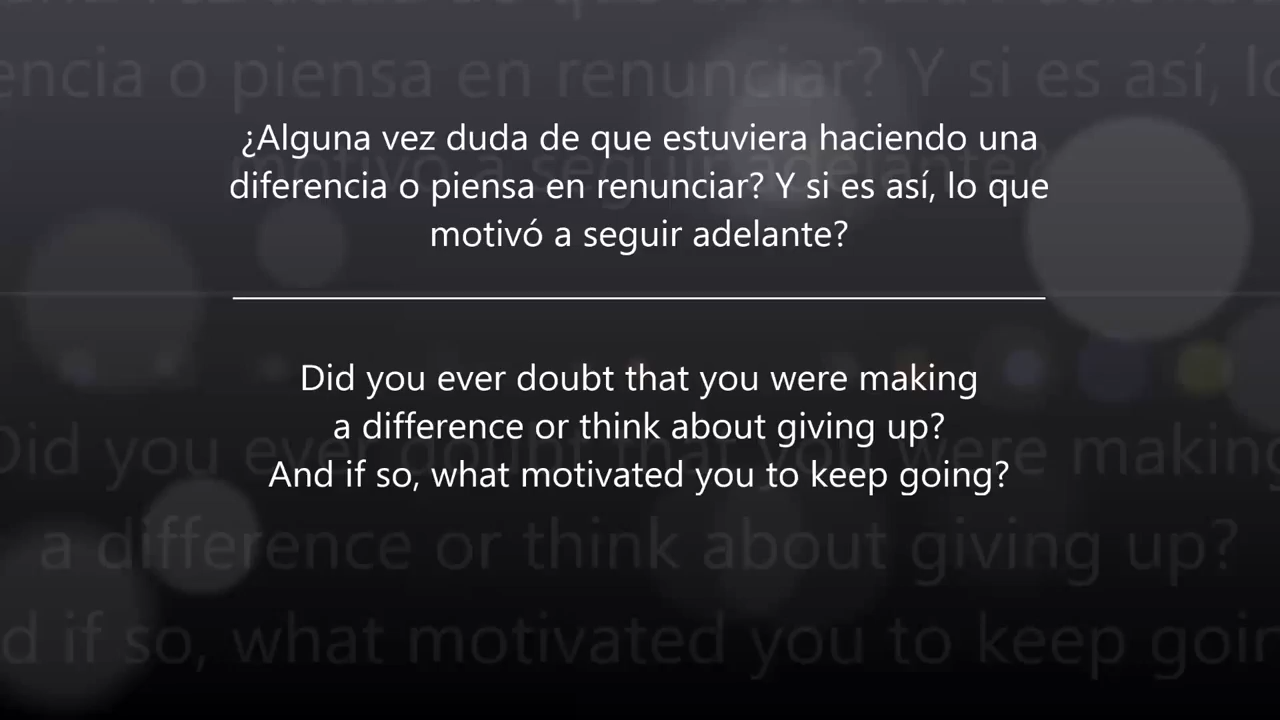 ¿Alguna vez duda de que estuviera haciendo una
diferencia o piensa en renunciar? Y si es así, lo que
motivó a seguir adelante?
Did you ever doubt that you were making
a difference or think about giving up?
And if so, what motivated you to keep going?